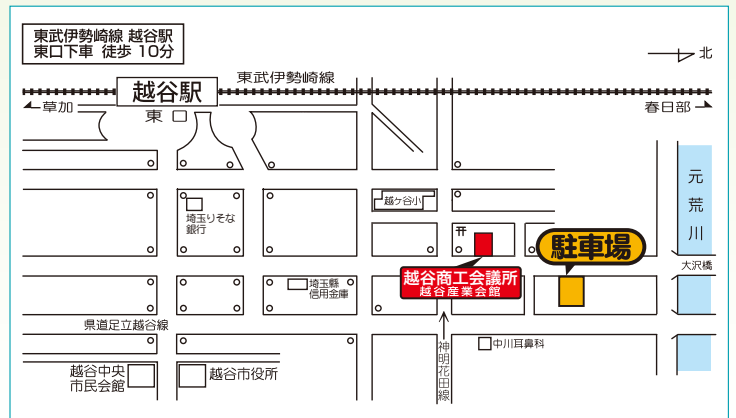 東武伊勢崎線 越谷駅
東口下車 徒歩 10分
北
東武伊勢崎線
越谷駅
草加
春日部
東 口
元荒川
越ヶ谷小
埼玉りそな
銀行
駐車場
大沢橋
越谷商工会議所
越谷産業会館
埼玉縣
信用金庫
県道足立越谷線
神明花田線
中川耳鼻科
越谷中央
市民会館
越谷市役所